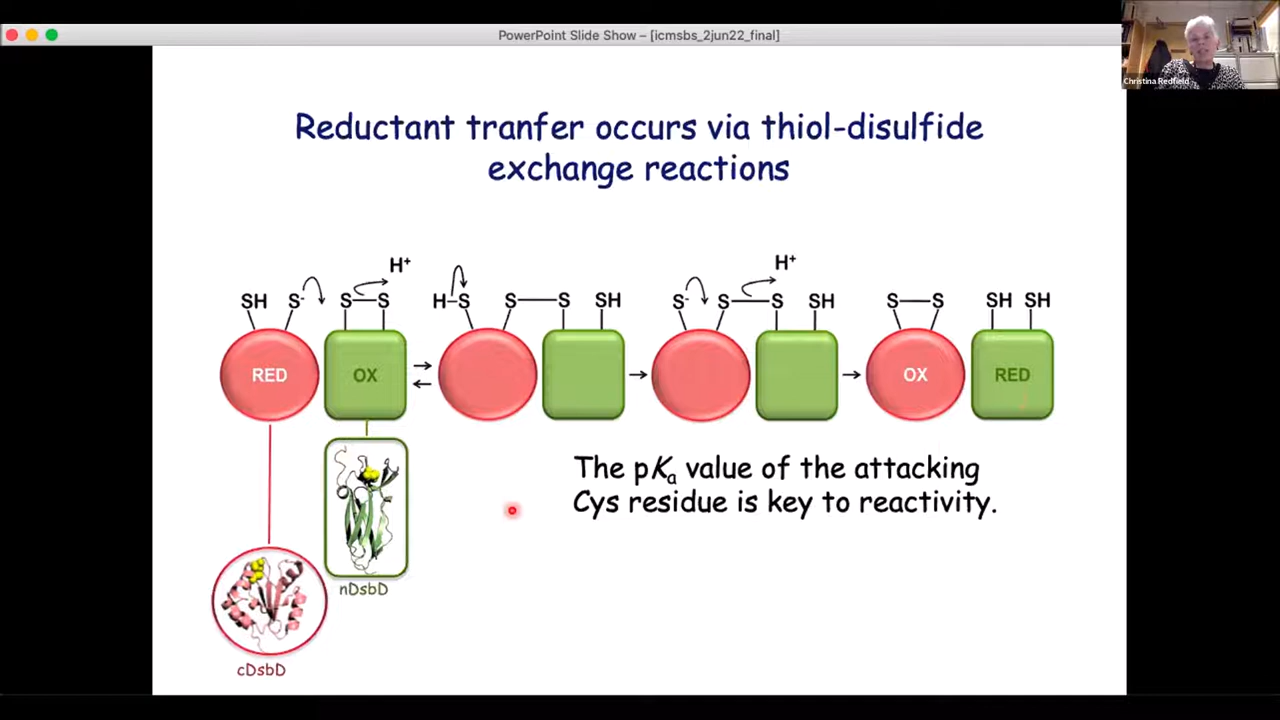 PowerPoint Slide Show – [icmsbs_2jun22_final]
Christina Redfield
Reductant tranfer occurs via thiol-disulfide
exchange reactions
H⁺ H⁺
SH S⁻ S—S H–S S—S SH S⁻ S—S SH S—S SH SH
RED OX OX RED
The pKₐ value of the attacking
Cys residue is key to reactivity.
nDsbD
cDsbD